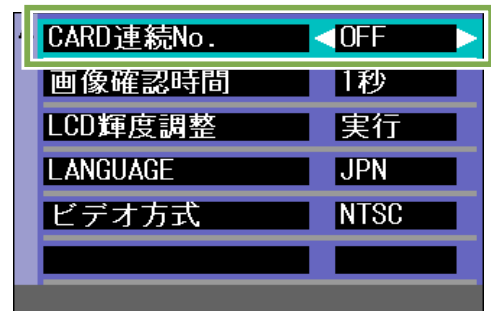 CARD連続No. OFF
画像確認時間 1秒
LCD輝度調整 実行
LANGUAGE JPN
ビデオ方式 NTSC